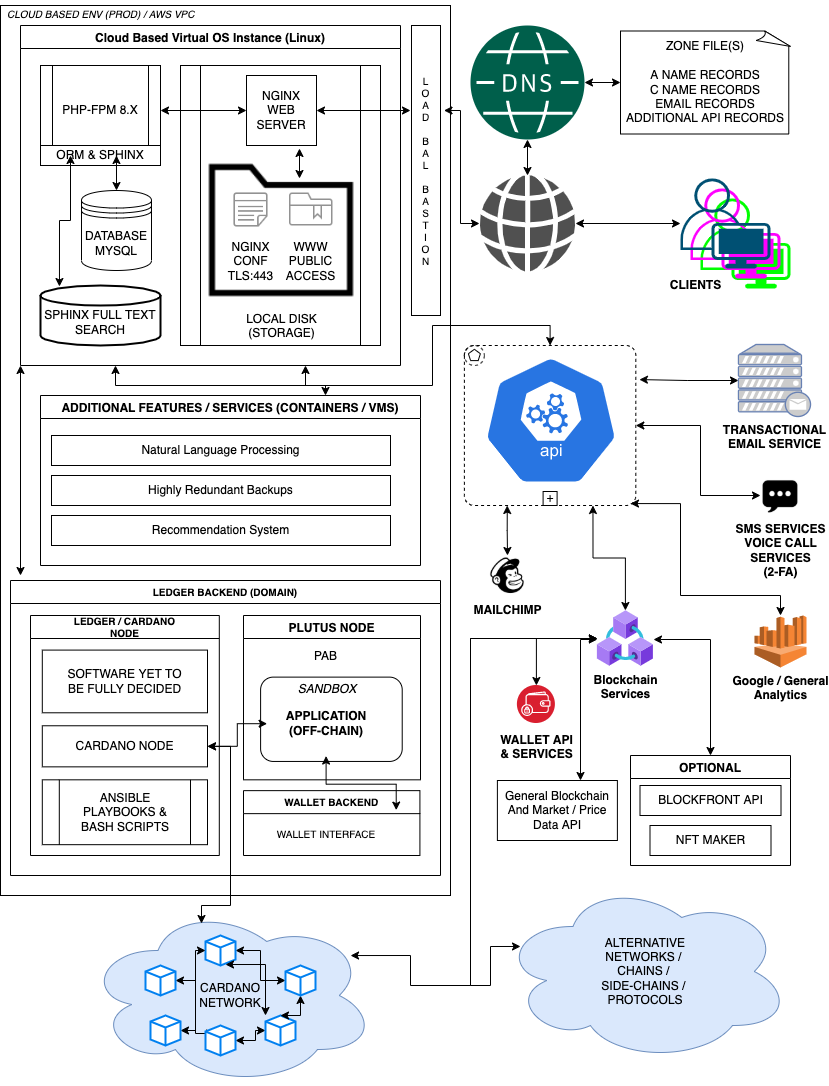 CLOUD BASED ENV (PROD) / AWS VPC
Cloud Based Virtual OS Instance (Linux)
PHP-FPM 8.X
ORM & SPHINX
DATABASE
MYSQL
SPHINX FULL TEXT
SEARCH
NGINX
WEB
SERVER
NGINX
CONF
TLS:443
WWW
PUBLIC
ACCESS
LOCAL DISK
(STORAGE)
L
O
A
D
B
A
L
B
A
S
T
I
O
N
DNS
ZONE FILE(S)
A NAME RECORDS
C NAME RECORDS
EMAIL RECORDS
ADDITIONAL API RECORDS
CLIENTS
ADDITIONAL FEATURES / SERVICES (CONTAINERS / VMS)
Natural Language Processing
Highly Redundant Backups
Recommendation System
api
+
TRANSACTIONAL
EMAIL SERVICE
SMS SERVICES
VOICE CALL
SERVICES
(2-FA)
MAILCHIMP
Blockchain
Services
Google / General
Analytics
WALLET API
& SERVICES
General Blockchain
And Market / Price
Data API
OPTIONAL
BLOCKFRONT API
NFT MAKER
LEDGER BACKEND (DOMAIN)
LEDGER / CARDANO
NODE
SOFTWARE YET TO
BE FULLY DECIDED
CARDANO NODE
ANSIBLE
PLAYBOOKS &
BASH SCRIPTS
PLUTUS NODE
PAB
SANDBOX
APPLICATION
(OFF-CHAIN)
WALLET BACKEND
WALLET INTERFACE
CARDANO
NETWORK
ALTERNATIVE
NETWORKS /
CHAINS /
SIDE-CHAINS /
PROTOCOLS